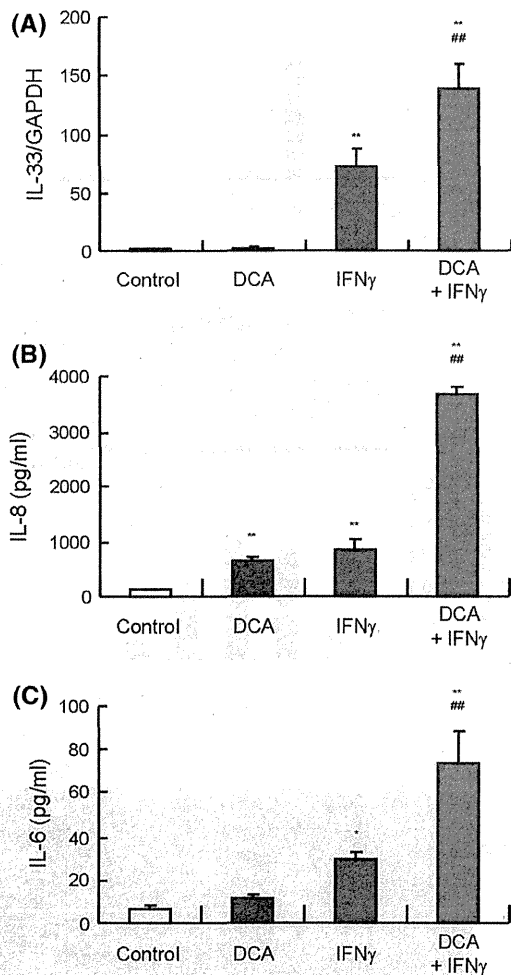 (A)
IL-33/GAPDH
200
150
100
50
0
**
**
##
Control
DCA
IFNγ
DCA
+ IFNγ
(B)
IL-8 (pg/ml)
4000
3000
2000
1000
0
**
**
**
##
Control
DCA
IFNγ
DCA
+ IFNγ
(C)
IL-6 (pg/ml)
100
80
60
40
20
0
*
**
##
Control
DCA
IFNγ
DCA
+ IFNγ